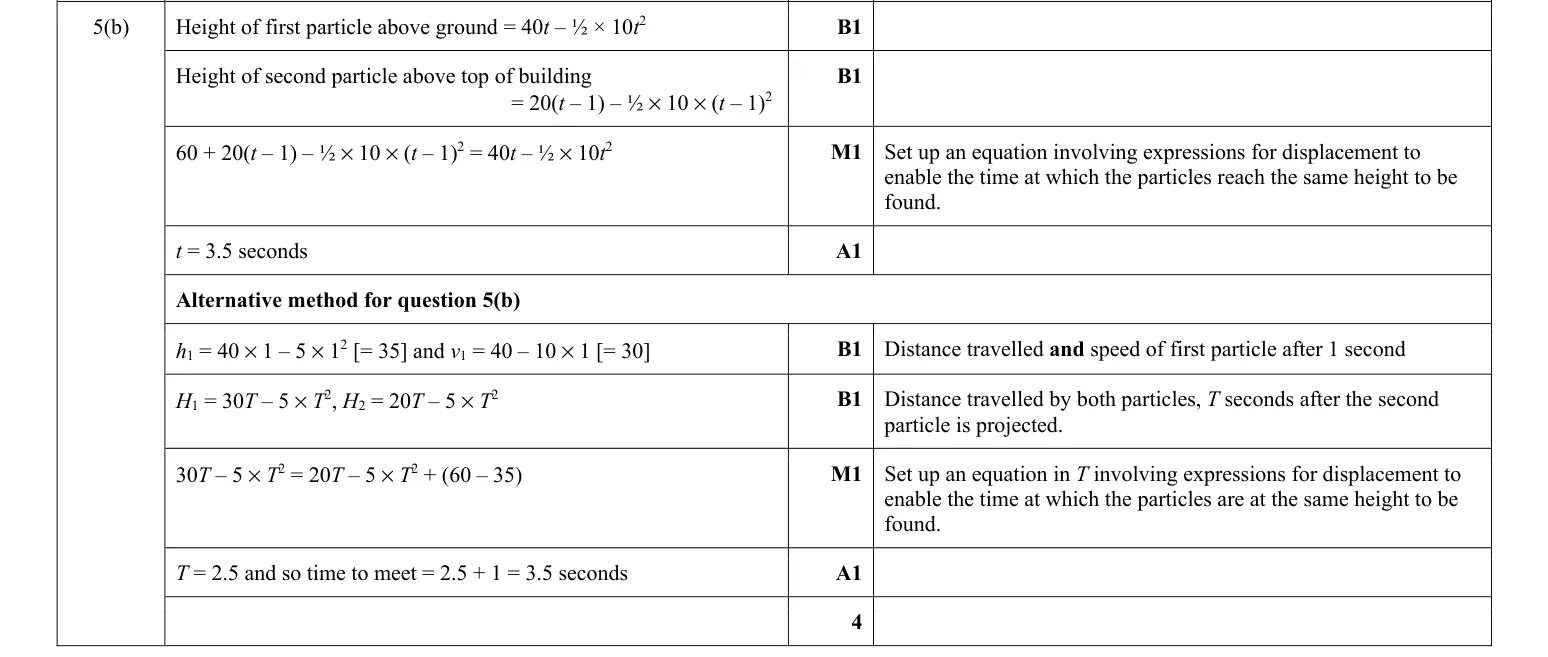 5(b) Height of first particle above ground = 40t – ½ × 10t² B1
Height of second particle above top of building B1
= 20(t – 1) – ½ × 10 × (t – 1)²
60 + 20(t – 1) – ½ × 10 × (t – 1)² = 40t – ½ × 10t² M1 Set up an equation involving expressions for displacement to
enable the time at which the particles reach the same height to be
found.
t = 3.5 seconds A1
Alternative method for question 5(b)
h₁ = 40 × 1 – 5 × 1² [= 35] and v₁ = 40 – 10 × 1 [= 30] B1 Distance travelled and speed of first particle after 1 second
H₁ = 30T – 5 × T², H₂ = 20T – 5 × T² B1 Distance travelled by both particles, T seconds after the second
particle is projected.
30T – 5 × T² = 20T – 5 × T² + (60 – 35) M1 Set up an equation in T involving expressions for displacement to
enable the time at which the particles are at the same height to be
found.
T = 2.5 and so time to meet = 2.5 + 1 = 3.5 seconds A1
4